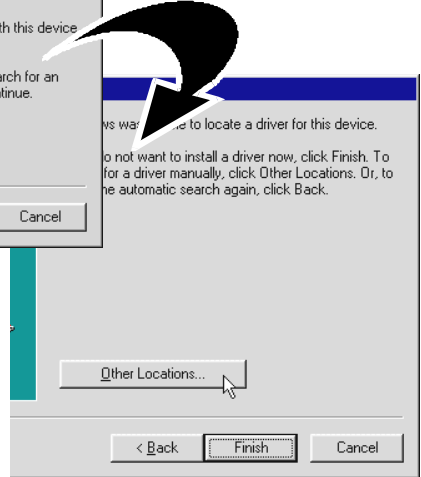 th this device
arch for an
tinue.
Cancel
ws was e to locate a driver for this device.
o not want to install a driver now, click Finish. To
for a driver manually, click Other Locations. Or, to
he automatic search again, click Back.
Other Locations...
< Back
Finish
Cancel